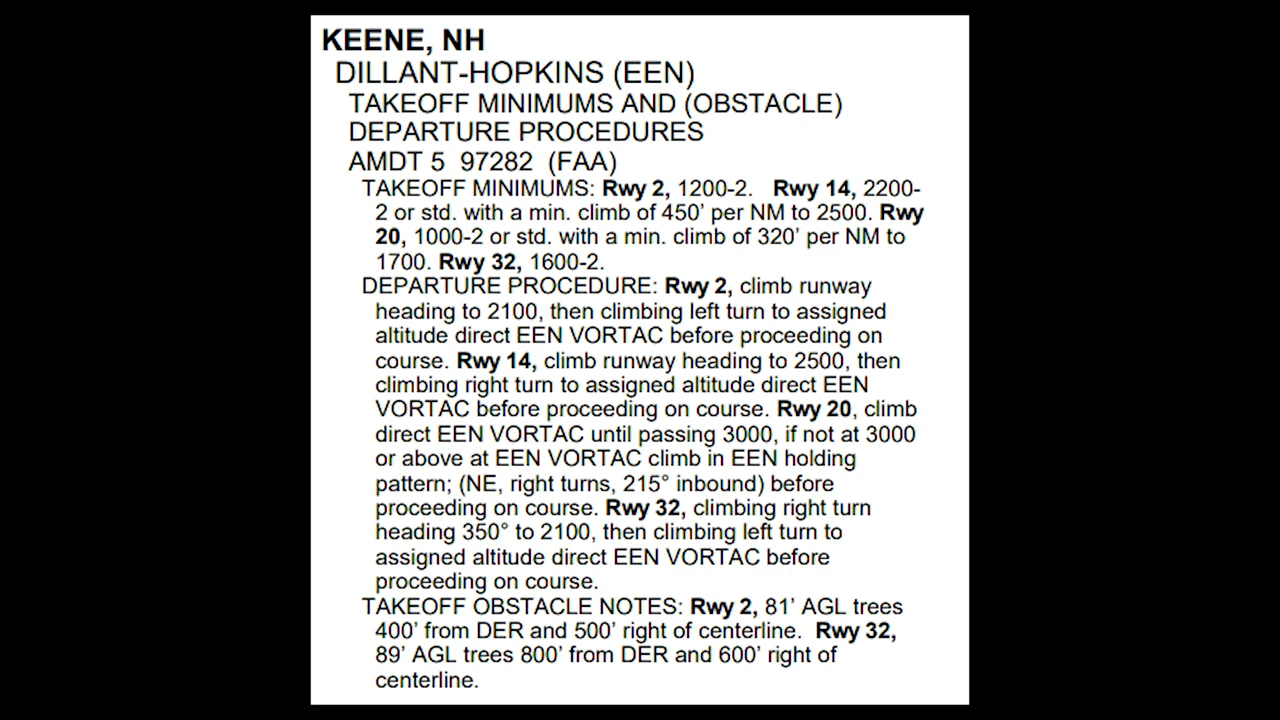 KEENE, NH
DILLANT-HOPKINS (EEN)
TAKEOFF MINIMUMS AND (OBSTACLE)
DEPARTURE PROCEDURES
AMDT 5 97282 (FAA)
TAKEOFF MINIMUMS: Rwy 2, 1200-2. Rwy 14, 2200-
2 or std. with a min. climb of 450’ per NM to 2500. Rwy
20, 1000-2 or std. with a min. climb of 320’ per NM to
1700. Rwy 32, 1600-2.
DEPARTURE PROCEDURE: Rwy 2, climb runway
heading to 2100, then climbing left turn to assigned
altitude direct EEN VORTAC before proceeding on
course. Rwy 14, climb runway heading to 2500, then
climbing right turn to assigned altitude direct EEN
VORTAC before proceeding on course. Rwy 20, climb
direct EEN VORTAC until passing 3000, if not at 3000
or above at EEN VORTAC climb in EEN holding
pattern; (NE, right turns, 215° inbound) before
proceeding on course. Rwy 32, climbing right turn
heading 350° to 2100, then climbing left turn to
assigned altitude direct EEN VORTAC before
proceeding on course.
TAKEOFF OBSTACLE NOTES: Rwy 2, 81’ AGL trees
400’ from DER and 500’ right of centerline. Rwy 32,
89’ AGL trees 800’ from DER and 600’ right of
centerline.